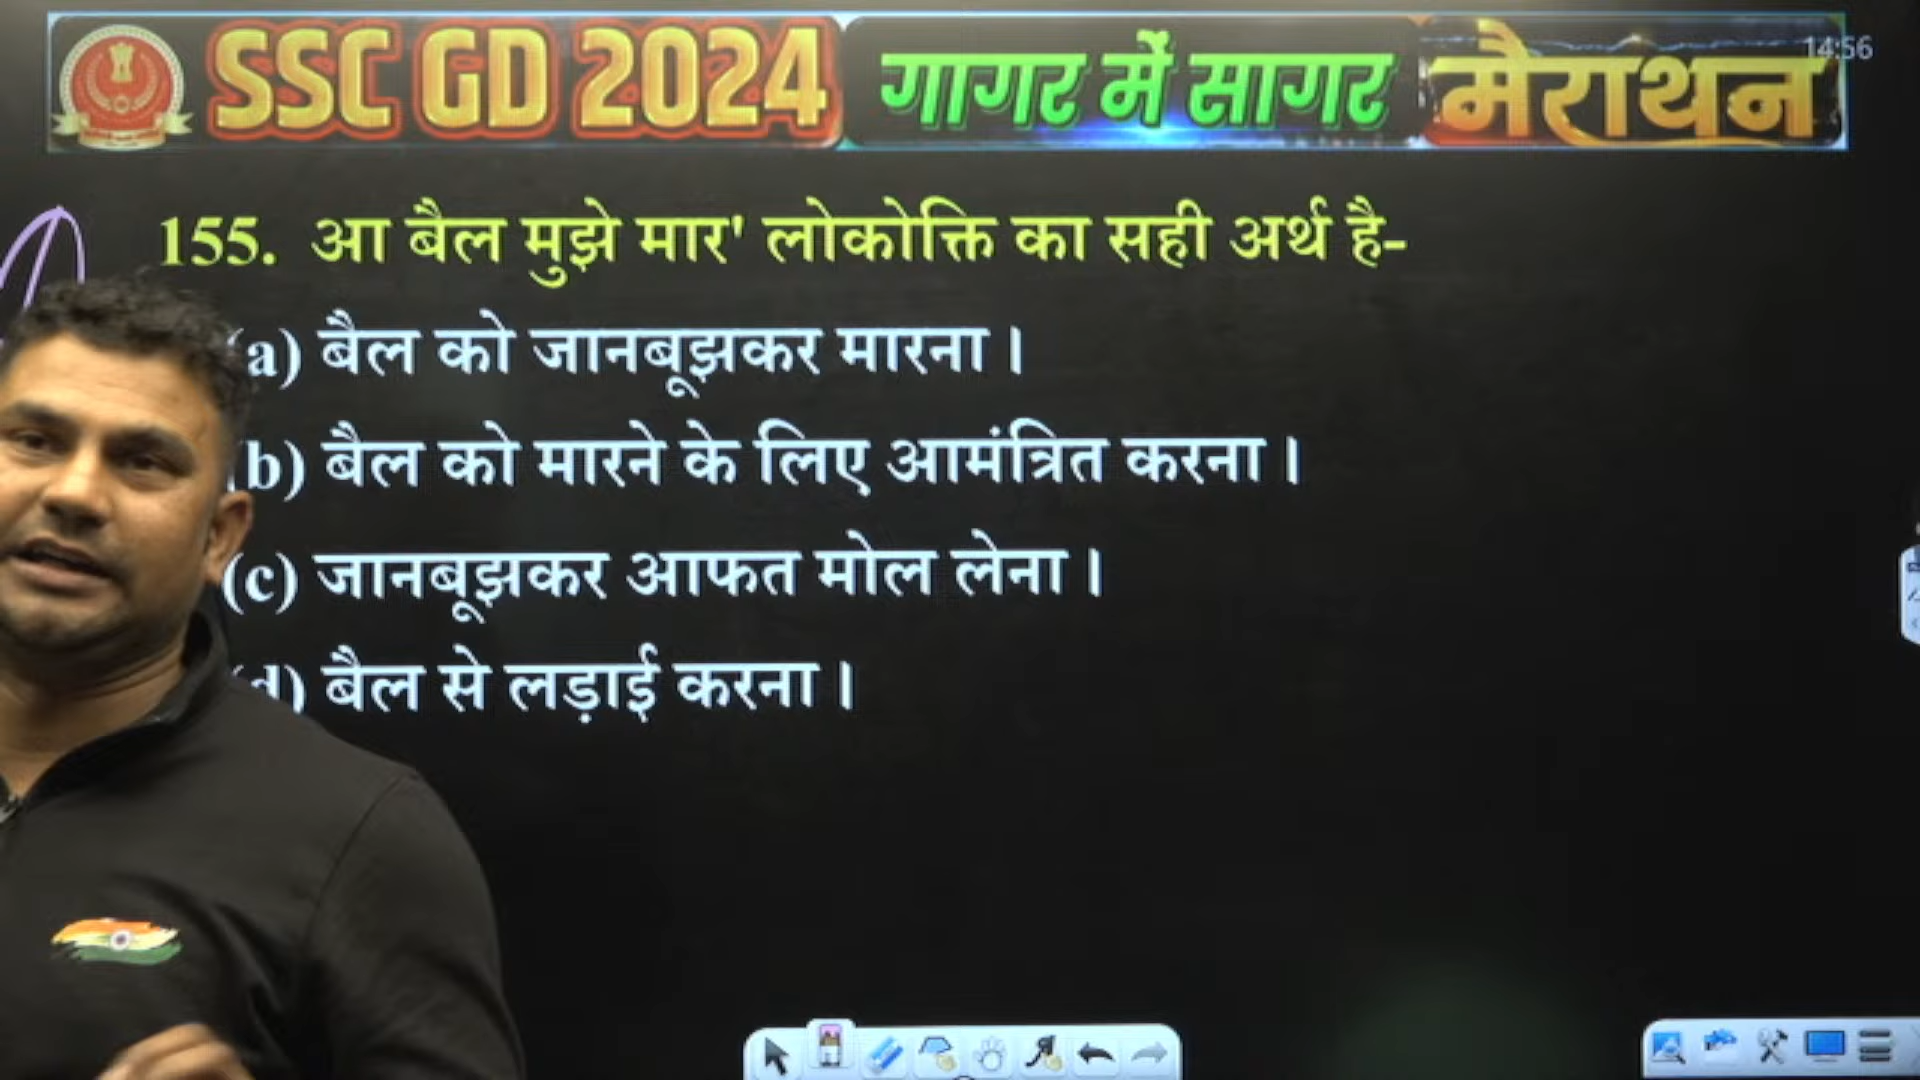 SSC GD 2024 गागर में सागर मैराथन
14:56
155. आ बैल मुझे मार' लोकोक्ति का सही अर्थ है-
(a) बैल को जानबूझकर मारना।
(b) बैल को मारने के लिए आमंत्रित करना।
(c) जानबूझकर आफत मोल लेना।
(d) बैल से लड़ाई करना।